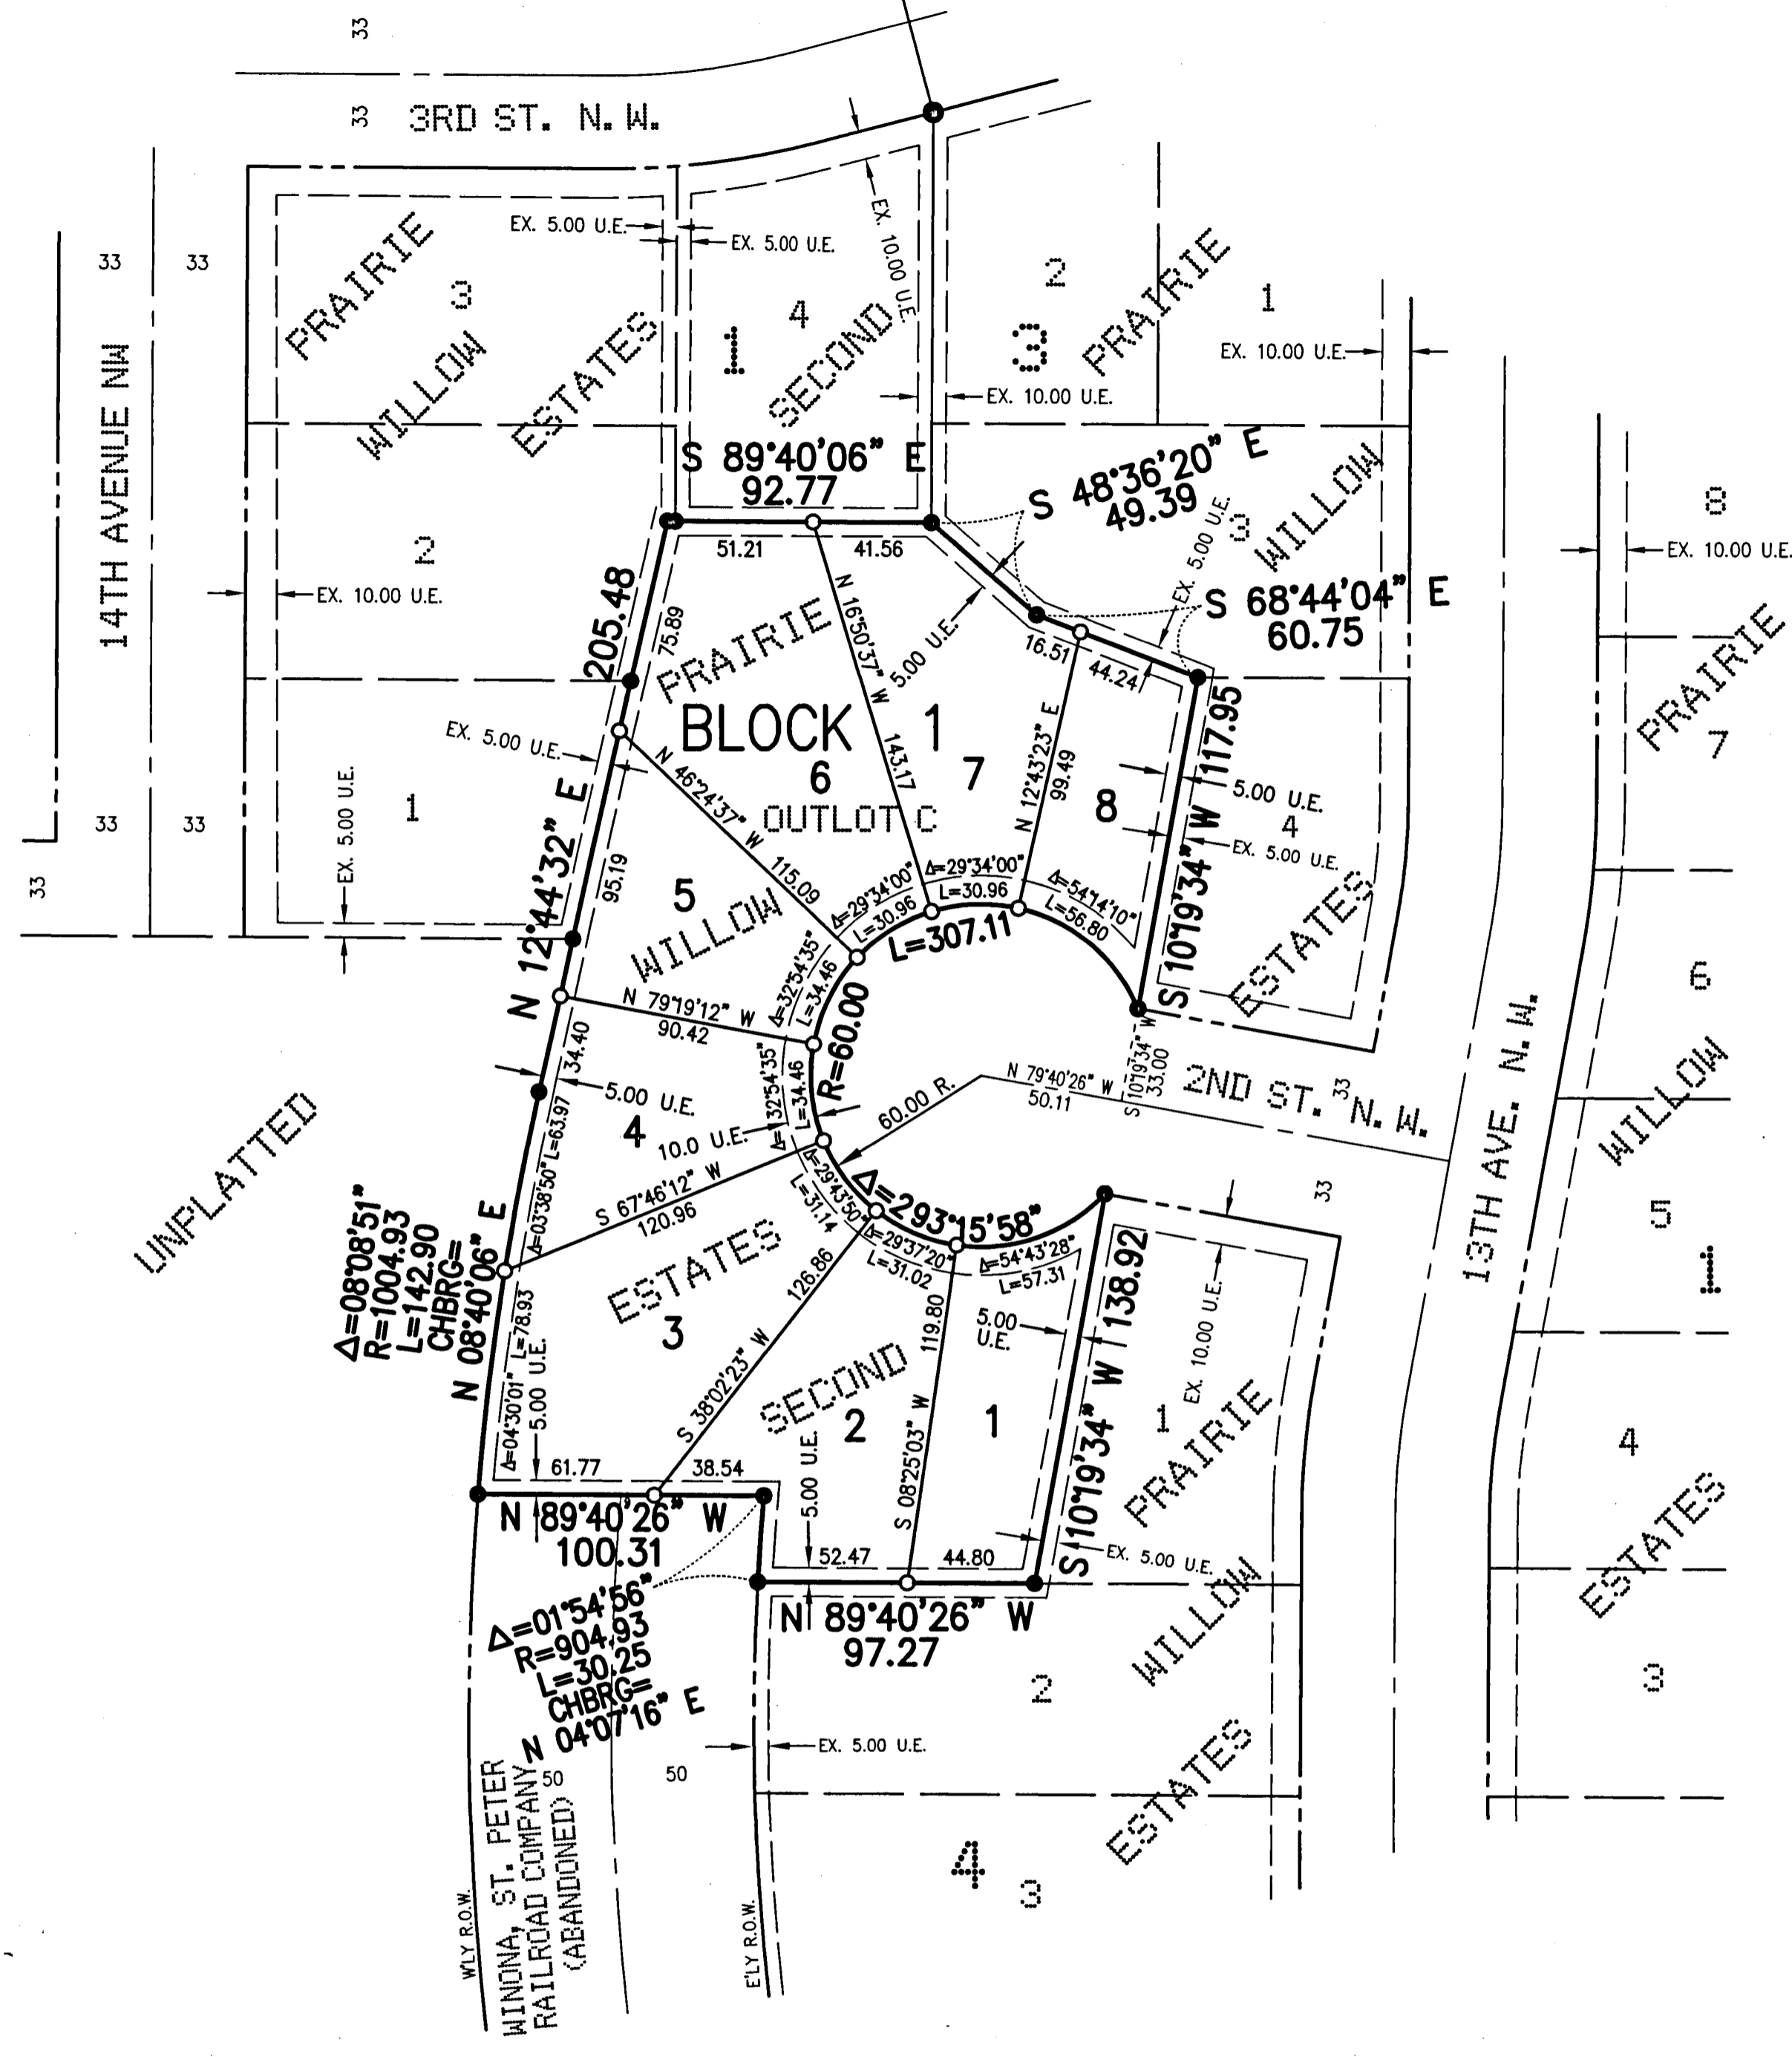 33
33
3RD ST. N.W.
33
33
14TH AVENUE NW
33
33
33
EX. 5.00 U.E.
EX. 5.00 U.E.
EX. 10.00 U.E.
PRAIRIE
WILLOW
ESTATES
SECOND
3
1
4
2
3
PRAIRIE
1
EX. 10.00 U.E.
EX. 10.00 U.E.
S 89°40'06" E
92.77
S 48°36'20" E
49.39
EX. 5.00 U.E.
3
WILLOW
8
EX. 10.00 U.E.
2
EX. 10.00 U.E.
51.21
41.56
S 68°44'04" E
60.75
205.48
75.89
N 16°50'37" W
143.17
5.00 U.E.
16.51
44.24
PRAIRIE
BLOCK 1
6
7
OUTLOT C
N 12°43'23" E
99.49
8
S 10°19'34" W 117.95
5.00 U.E.
4
EX. 5.00 U.E.
PRAIRIE
7
EX. 5.00 U.E.
EX. 5.00 U.E.
1
N 46°24'37" W
115.09
N 12°44'32" E
95.19
5
WILLOW
Δ=29°34'00"
L=30.96
Δ=29°34'00"
L=30.96
Δ=54°14'10"
L=56.80
L=307.11
R=60.00
ESTATES
6
Δ=32°54'35"
L=34.46
N 79°19'12" W
90.42
34.40
5.00 U.E.
4
10.0 U.E.
Δ=32°54'35"
L=34.46
60.00 R.
N 79°40'26" W
50.11
S 10°19'34" W
33.00
2ND ST. N.W.
33
33
13TH AVE. N.W.
WILLOW
5
1
UNPLATTED
Δ=03°38'50" L=63.97
S 67°46'12" W
120.96
Δ=08°08'51"
R=1004.93
L=142.90
CHBRG=
N 08°40'06" E
Δ=293°15'58"
Δ=29°43'50"
L=31.14
Δ=29°37'20"
L=31.02
Δ=54°43'28"
L=57.31
ESTATES
3
126.86
S 38°02'23" W
119.80
S 08°25'03" W
5.00
U.E.
S 10°19'34" W 138.92
EX. 10.00 U.E.
1
Δ=04°30'01" L=78.93
5.00 U.E.
SECOND
2
1
5.00 U.E.
PRAIRIE
4
61.77
38.54
N 89°40'26" W
100.31
52.47
44.80
EX. 5.00 U.E.
N 89°40'26" W
97.27
WILLOW
ESTATES
3
Δ=01°54'56"
R=904.93
L=30.25
CHBRG=
N 04°07'16" E
2
EX. 5.00 U.E.
50
50
ESTATES
WINONA, ST. PETER
RAILROAD COMPANY
(ABANDONED)
W'LY R.O.W.
E'LY R.O.W.
4
3